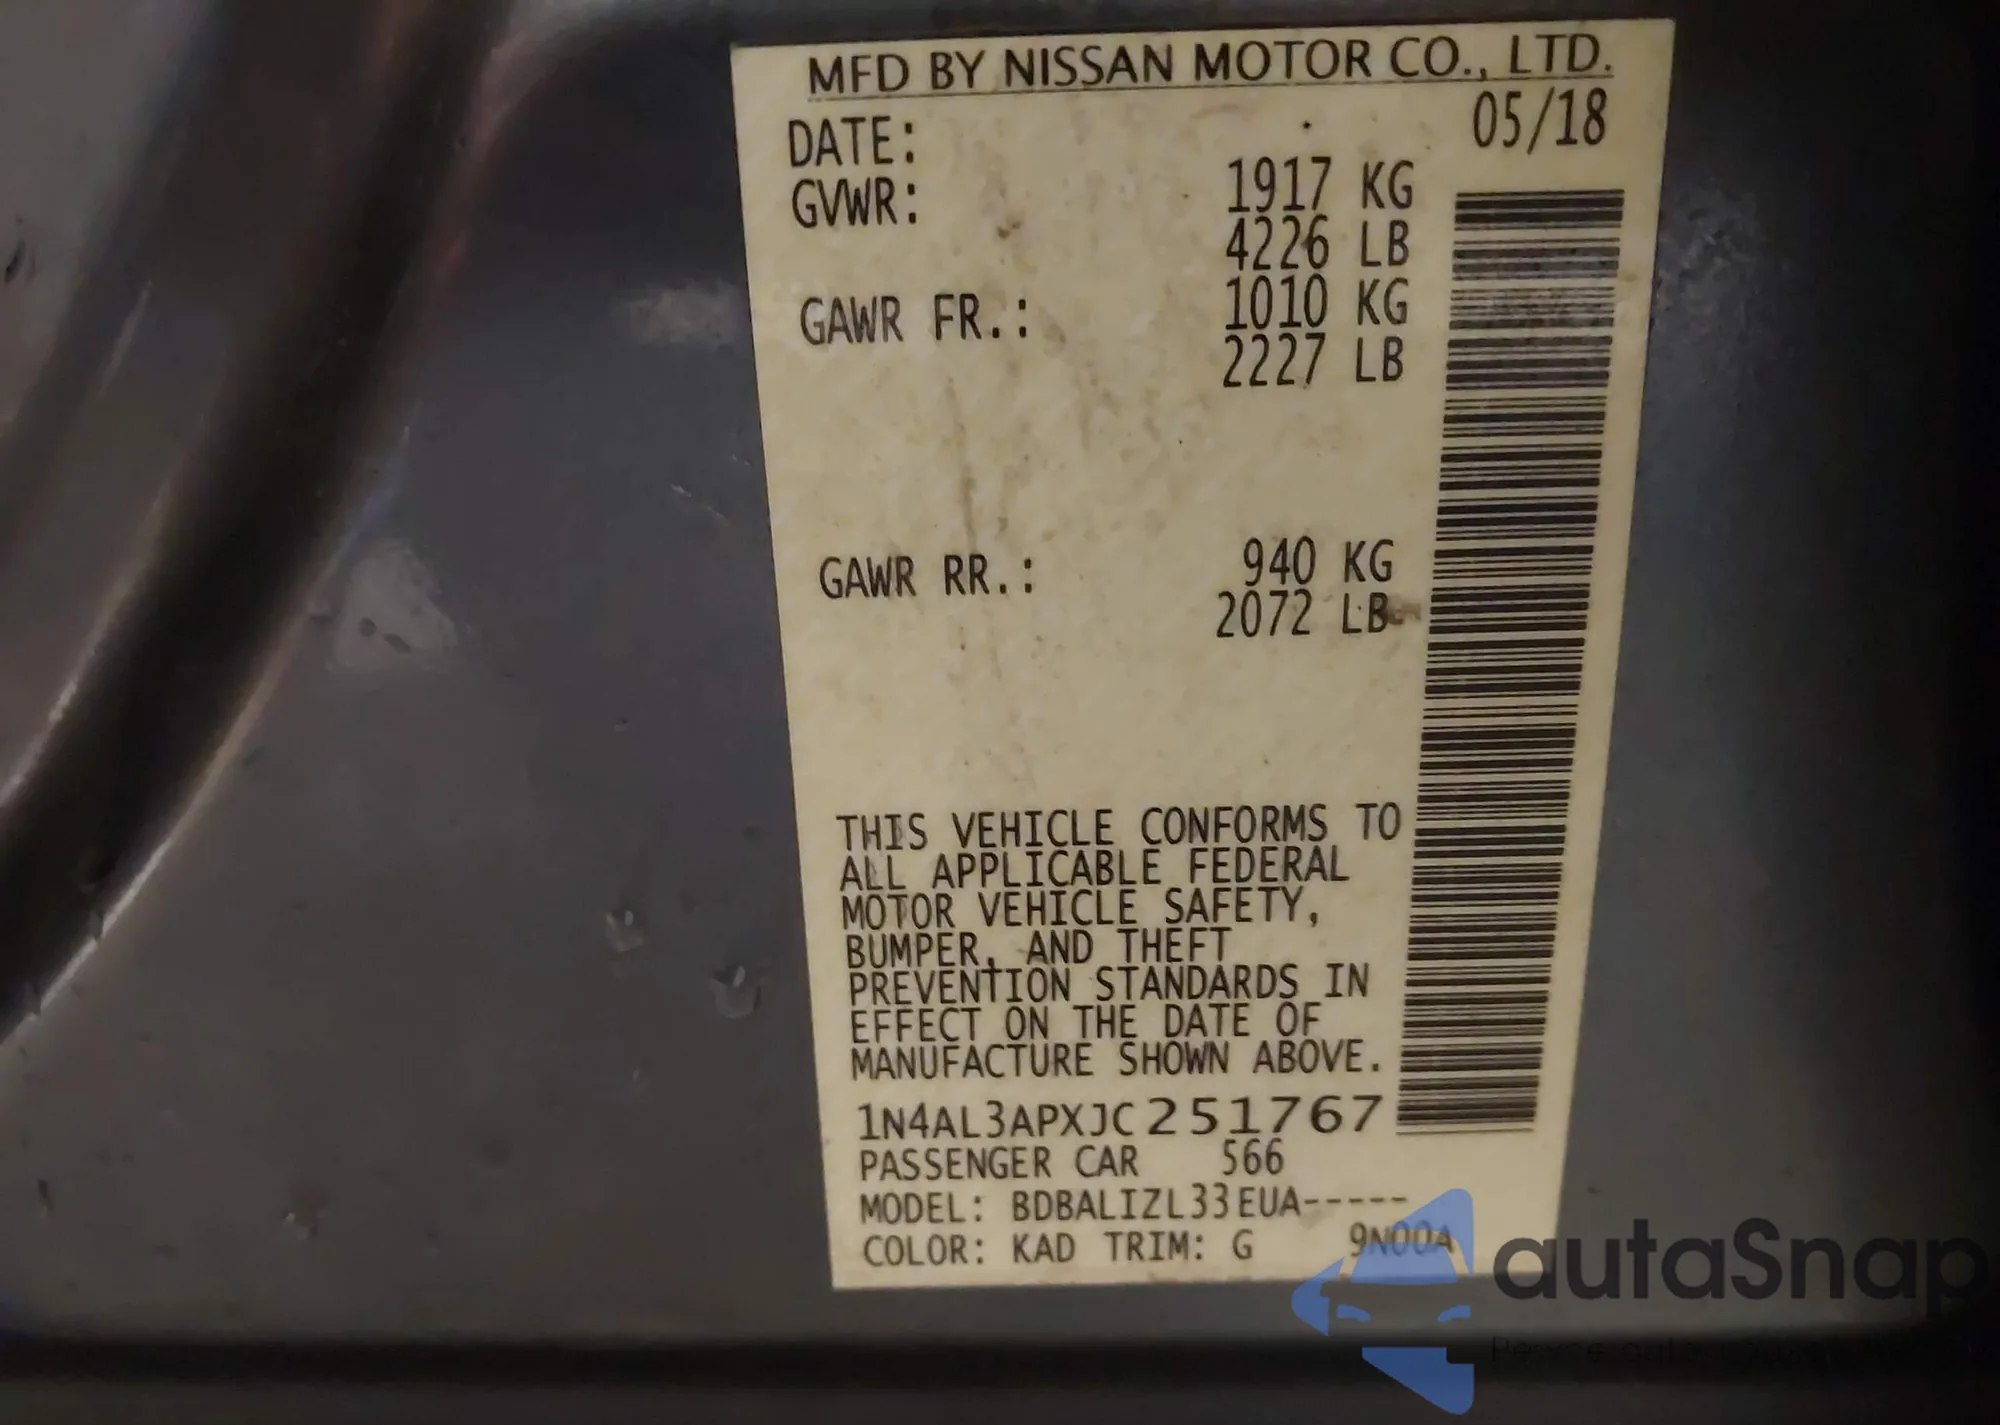 MFD BY NISSAN MOTOR CO., LTD.
DATE: 05/18
GVWR: 1917 KG
4226 LB
GAWR FR.: 1010 KG
2227 LB
GAWR RR.: 940 KG
2072 LB
THIS VEHICLE CONFORMS TO
ALL APPLICABLE FEDERAL
MOTOR VEHICLE SAFETY,
BUMPER, AND THEFT
PREVENTION STANDARDS IN
EFFECT ON THE DATE OF
MANUFACTURE SHOWN ABOVE.
1N4AL3APXJC251767
PASSENGER CAR 566
MODEL: BDBALIZL33EUA-----
COLOR: KAD TRIM: G 9N00A
autaSnap